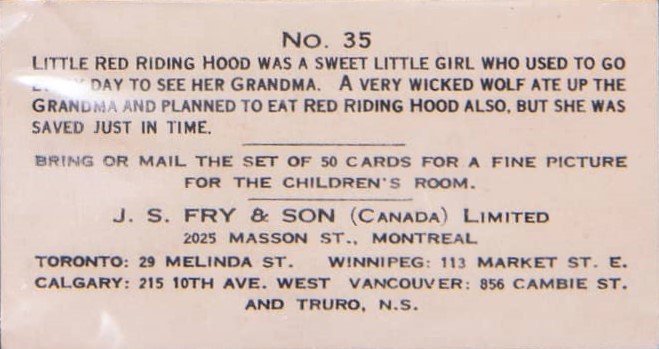 No. 35
LITTLE RED RIDING HOOD WAS A SWEET LITTLE GIRL WHO USED TO GO
EVERY DAY TO SEE HER GRANDMA. A VERY WICKED WOLF ATE UP THE
GRANDMA AND PLANNED TO EAT RED RIDING HOOD ALSO, BUT SHE WAS
SAVED JUST IN TIME.
BRING OR MAIL THE SET OF 50 CARDS FOR A FINE PICTURE
FOR THE CHILDREN'S ROOM.
J. S. FRY & SON (CANADA) LIMITED
2025 MASSON ST., MONTREAL
TORONTO: 29 MELINDA ST. WINNIPEG: 113 MARKET ST. E.
CALGARY: 215 10TH AVE. WEST VANCOUVER: 856 CAMBIE ST.
AND TRURO, N.S.